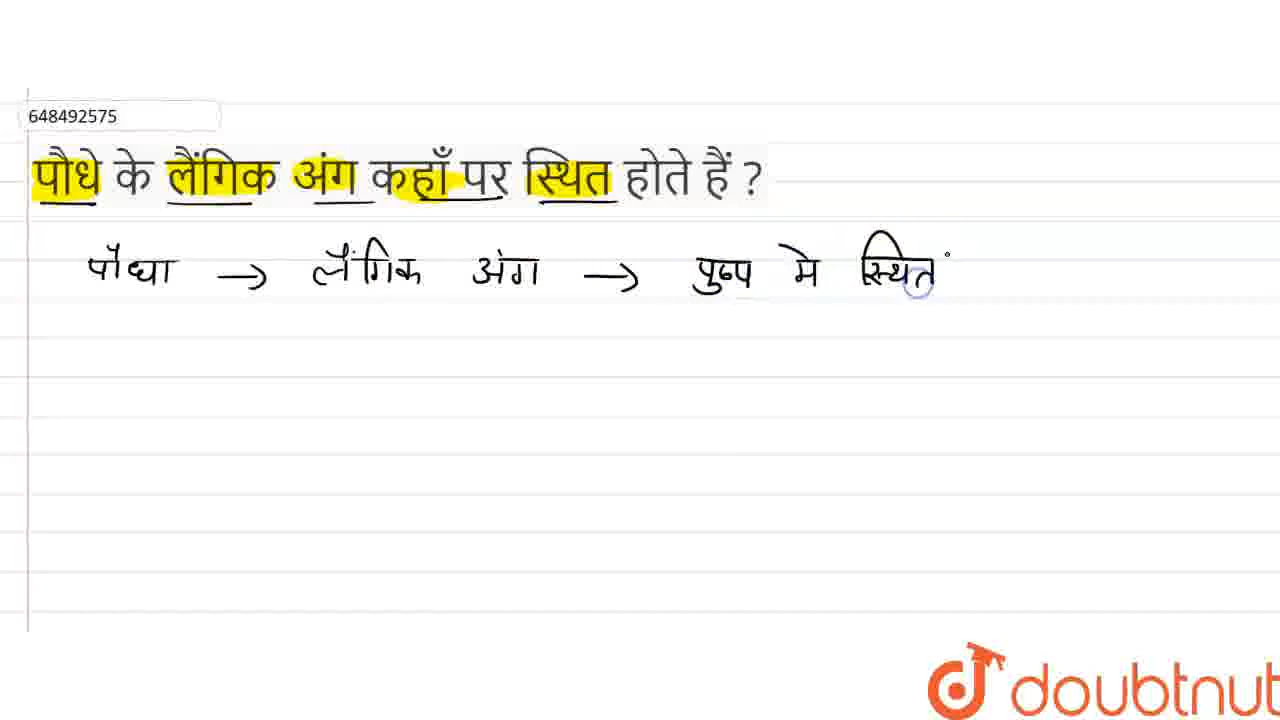 648492575
पौधे के लैंगिक अंग कहाँ पर स्थित होते हैं ?
पौधा → लैंगिक अंग → पुष्प मे स्थित
doubtnut